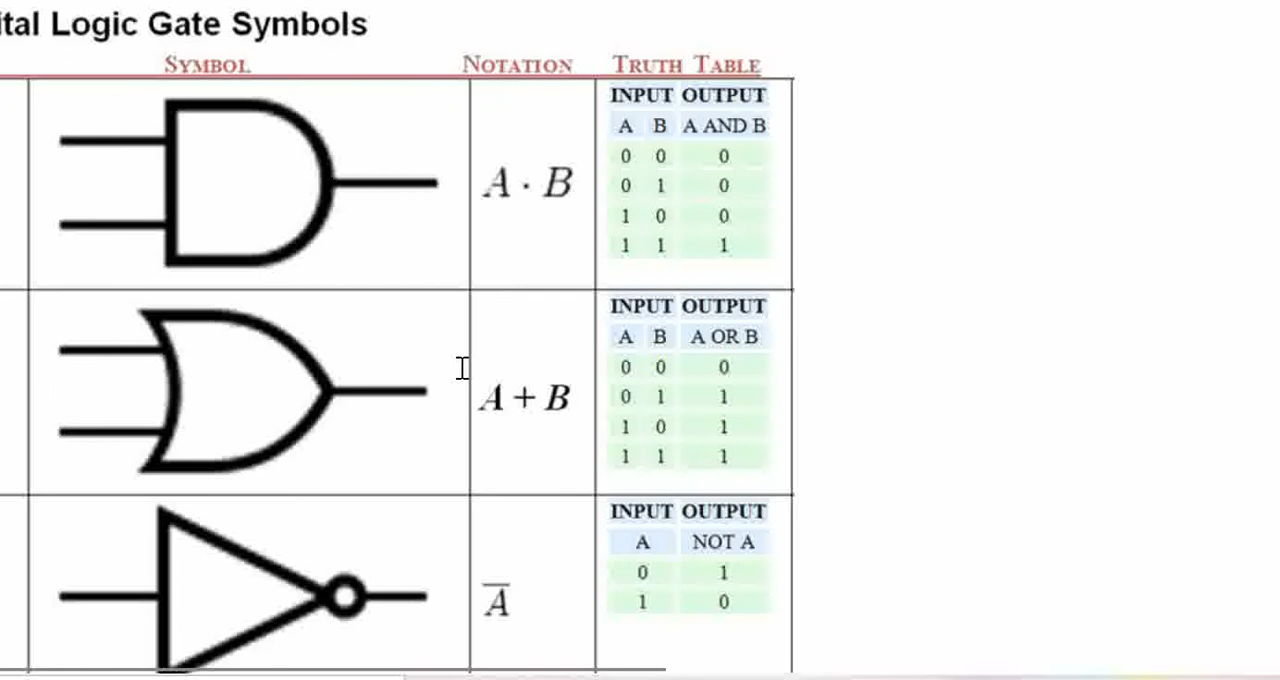 ital Logic Gate Symbols
SYMBOL NOTATION TRUTH TABLE
INPUT OUTPUT
A B A AND B
0 0 0
0 1 0
1 0 0
1 1 1
A · B
INPUT OUTPUT
A B A OR B
0 0 0
0 1 1
1 0 1
1 1 1
A + B
INPUT OUTPUT
A NOT A
0 1
1 0
A̅